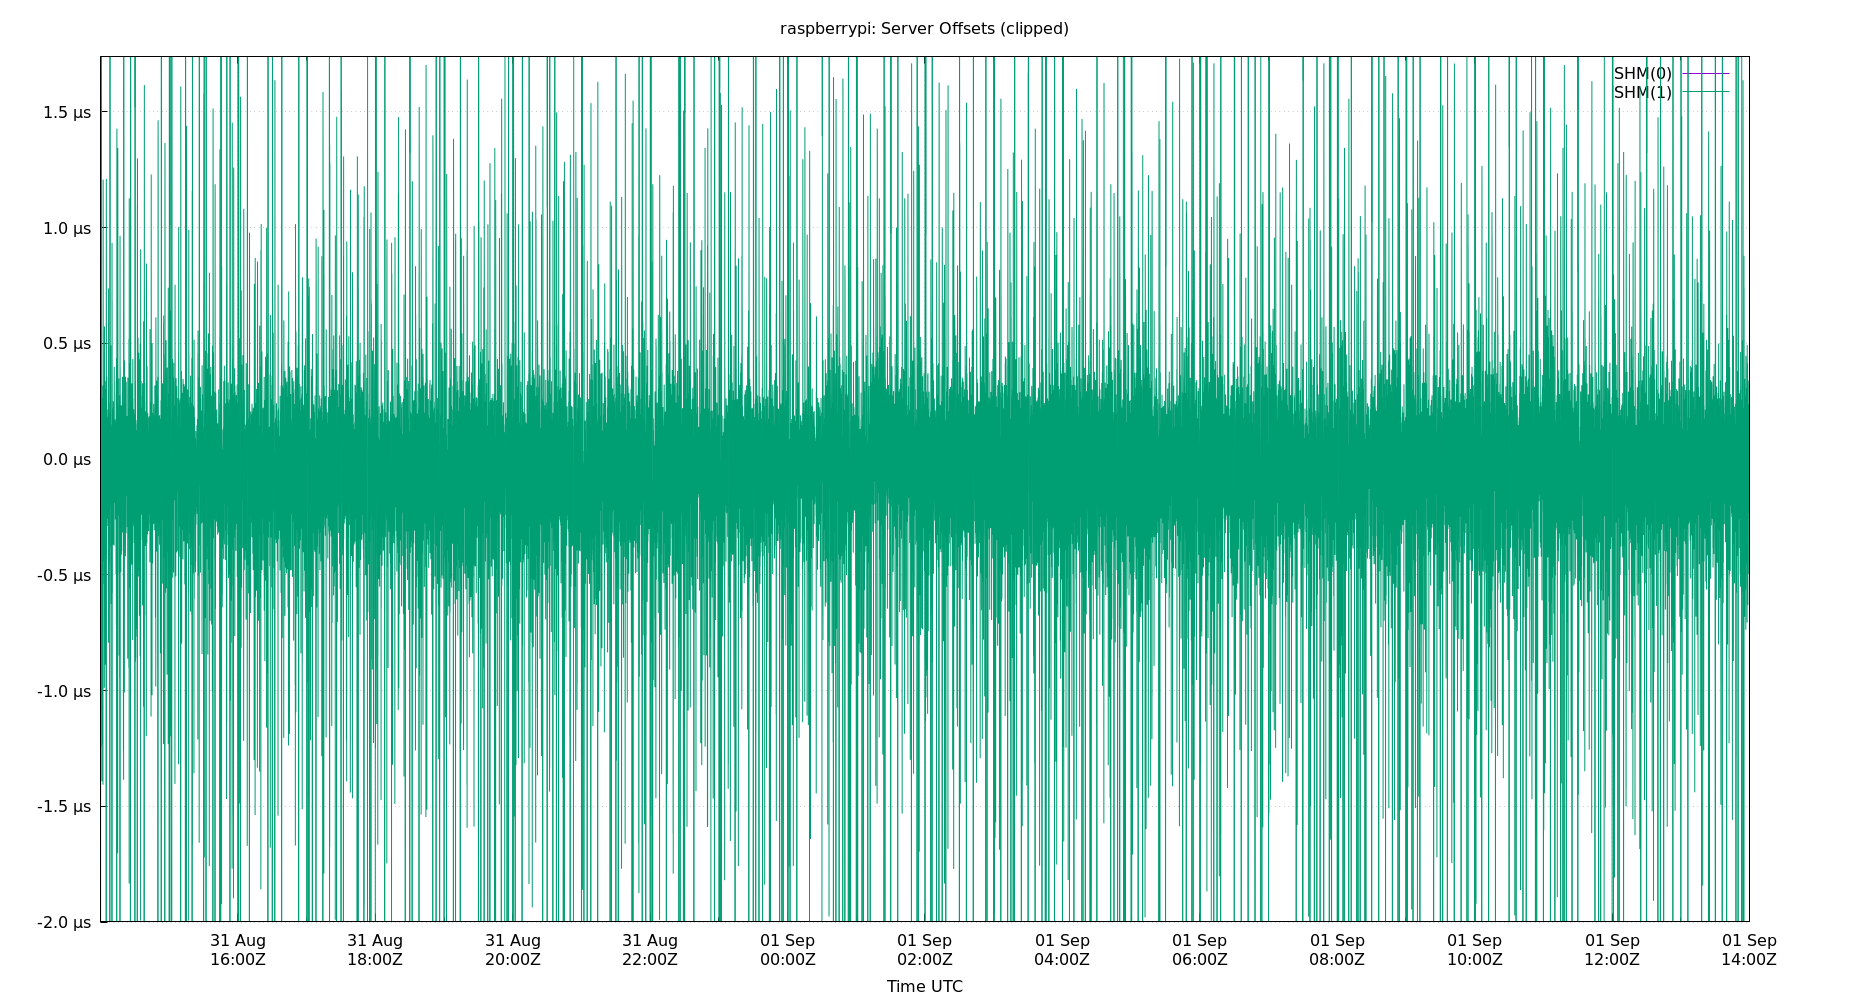 raspberrypi: Server Offsets (clipped)
SHM(0)
SHM(1)
1.5 µs
1.0 µs
0.5 µs
0.0 µs
-0.5 µs
-1.0 µs
-1.5 µs
-2.0 µs
31 Aug 31 Aug 31 Aug 31 Aug 01 Sep 01 Sep 01 Sep 01 Sep 01 Sep 01 Sep 01 Sep 01 Sep
16:00Z 18:00Z 20:00Z 22:00Z 00:00Z 02:00Z 04:00Z 06:00Z 08:00Z 10:00Z 12:00Z 14:00Z
Time UTC